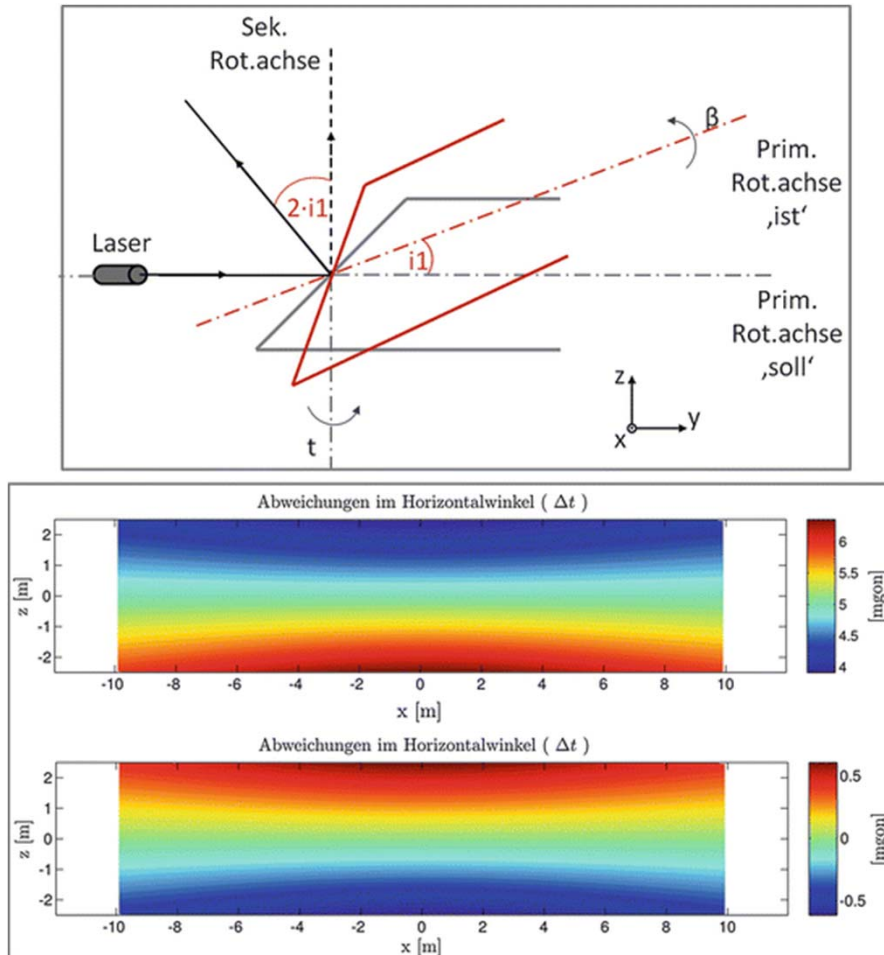 Sek.
Rot.achse
β
Prim.
Rot.achse
‚ist‘
2·i1
Laser
i1
Prim.
Rot.achse
‚soll‘
t
z
y
x
Abweichungen im Horizontalwinkel ( Δt )
2
1
0
-1
-2
z [m]
-10 -8 -6 -4 -2 0 2 4 6 8 10
x [m]
6
5.5
5
4.5
4
[mgon]
Abweichungen im Horizontalwinkel ( Δt )
2
1
0
-1
-2
z [m]
-10 -8 -6 -4 -2 0 2 4 6 8 10
x [m]
0.5
0
-0.5
[mgon]